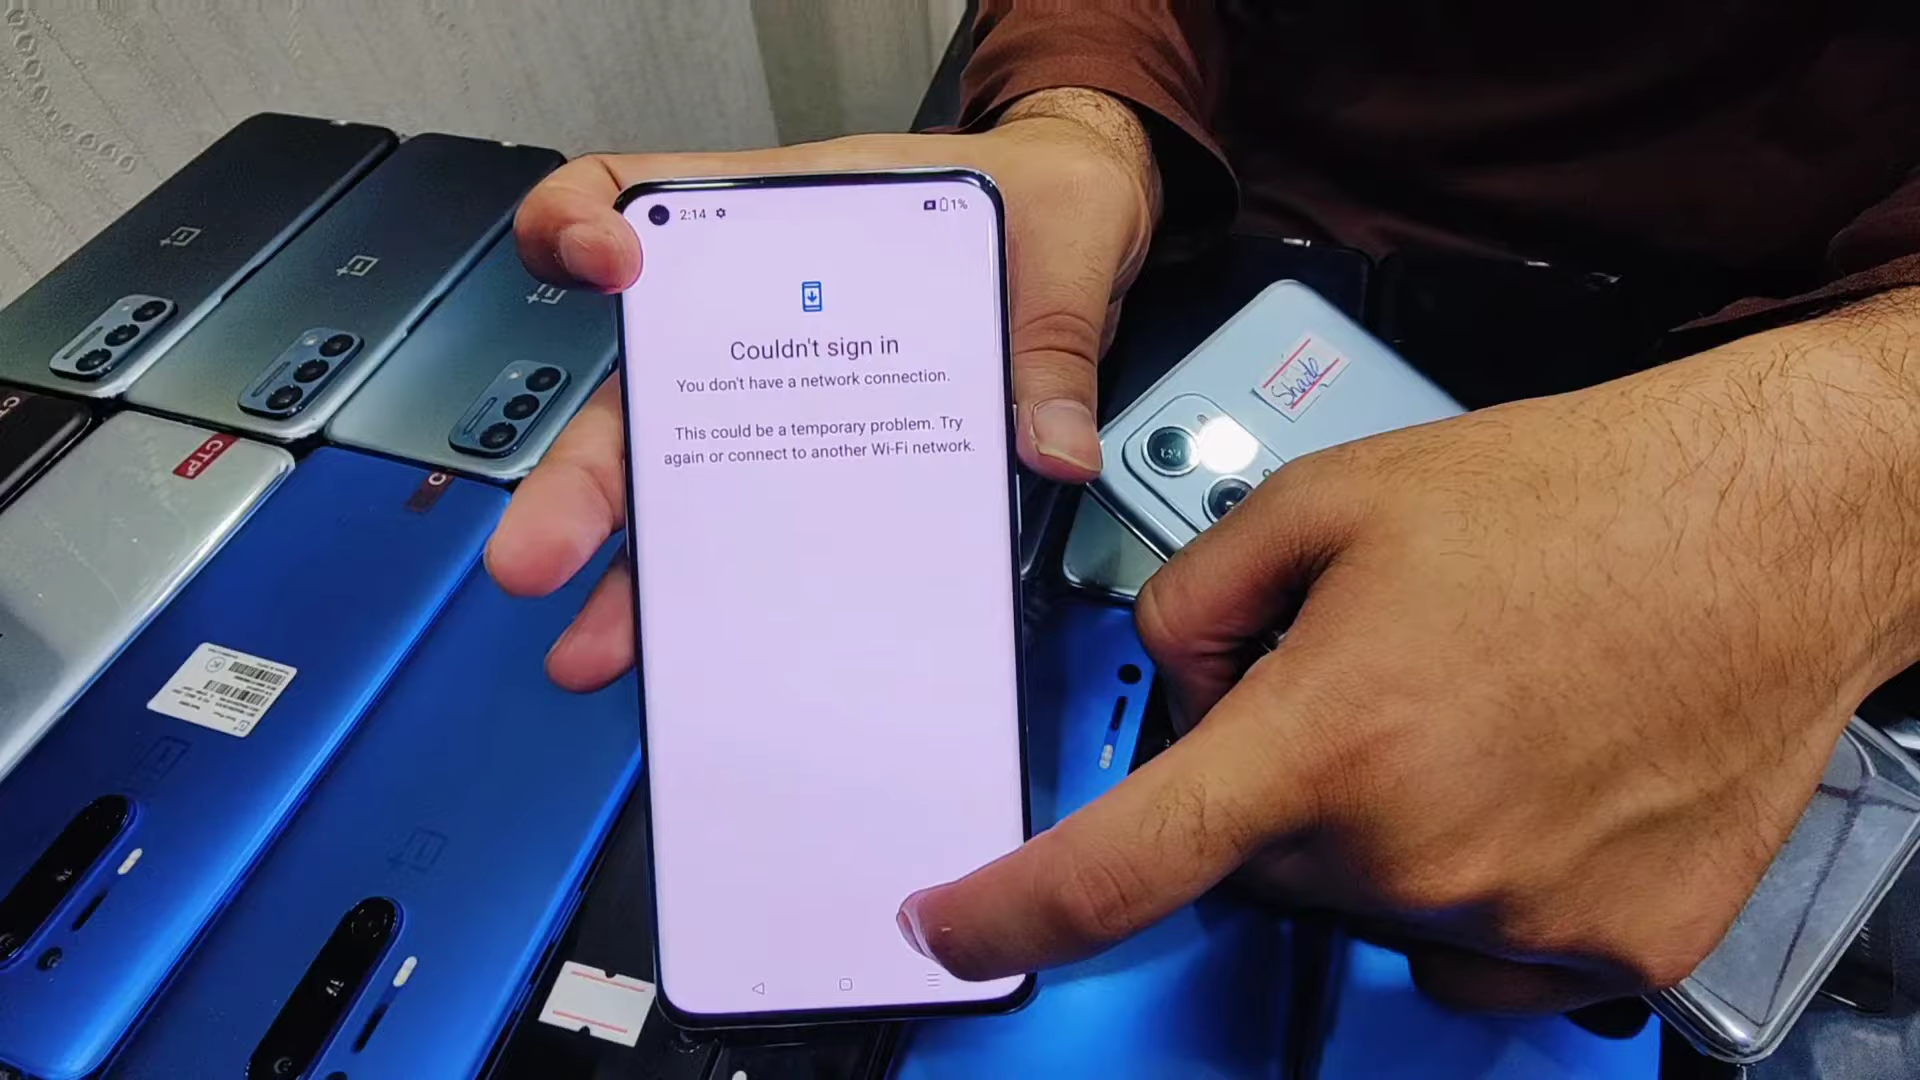 2:14
1%
Couldn't sign in
You don't have a network connection.
This could be a temporary problem. Try
again or connect to another Wi-Fi network.
CTP
Shaib